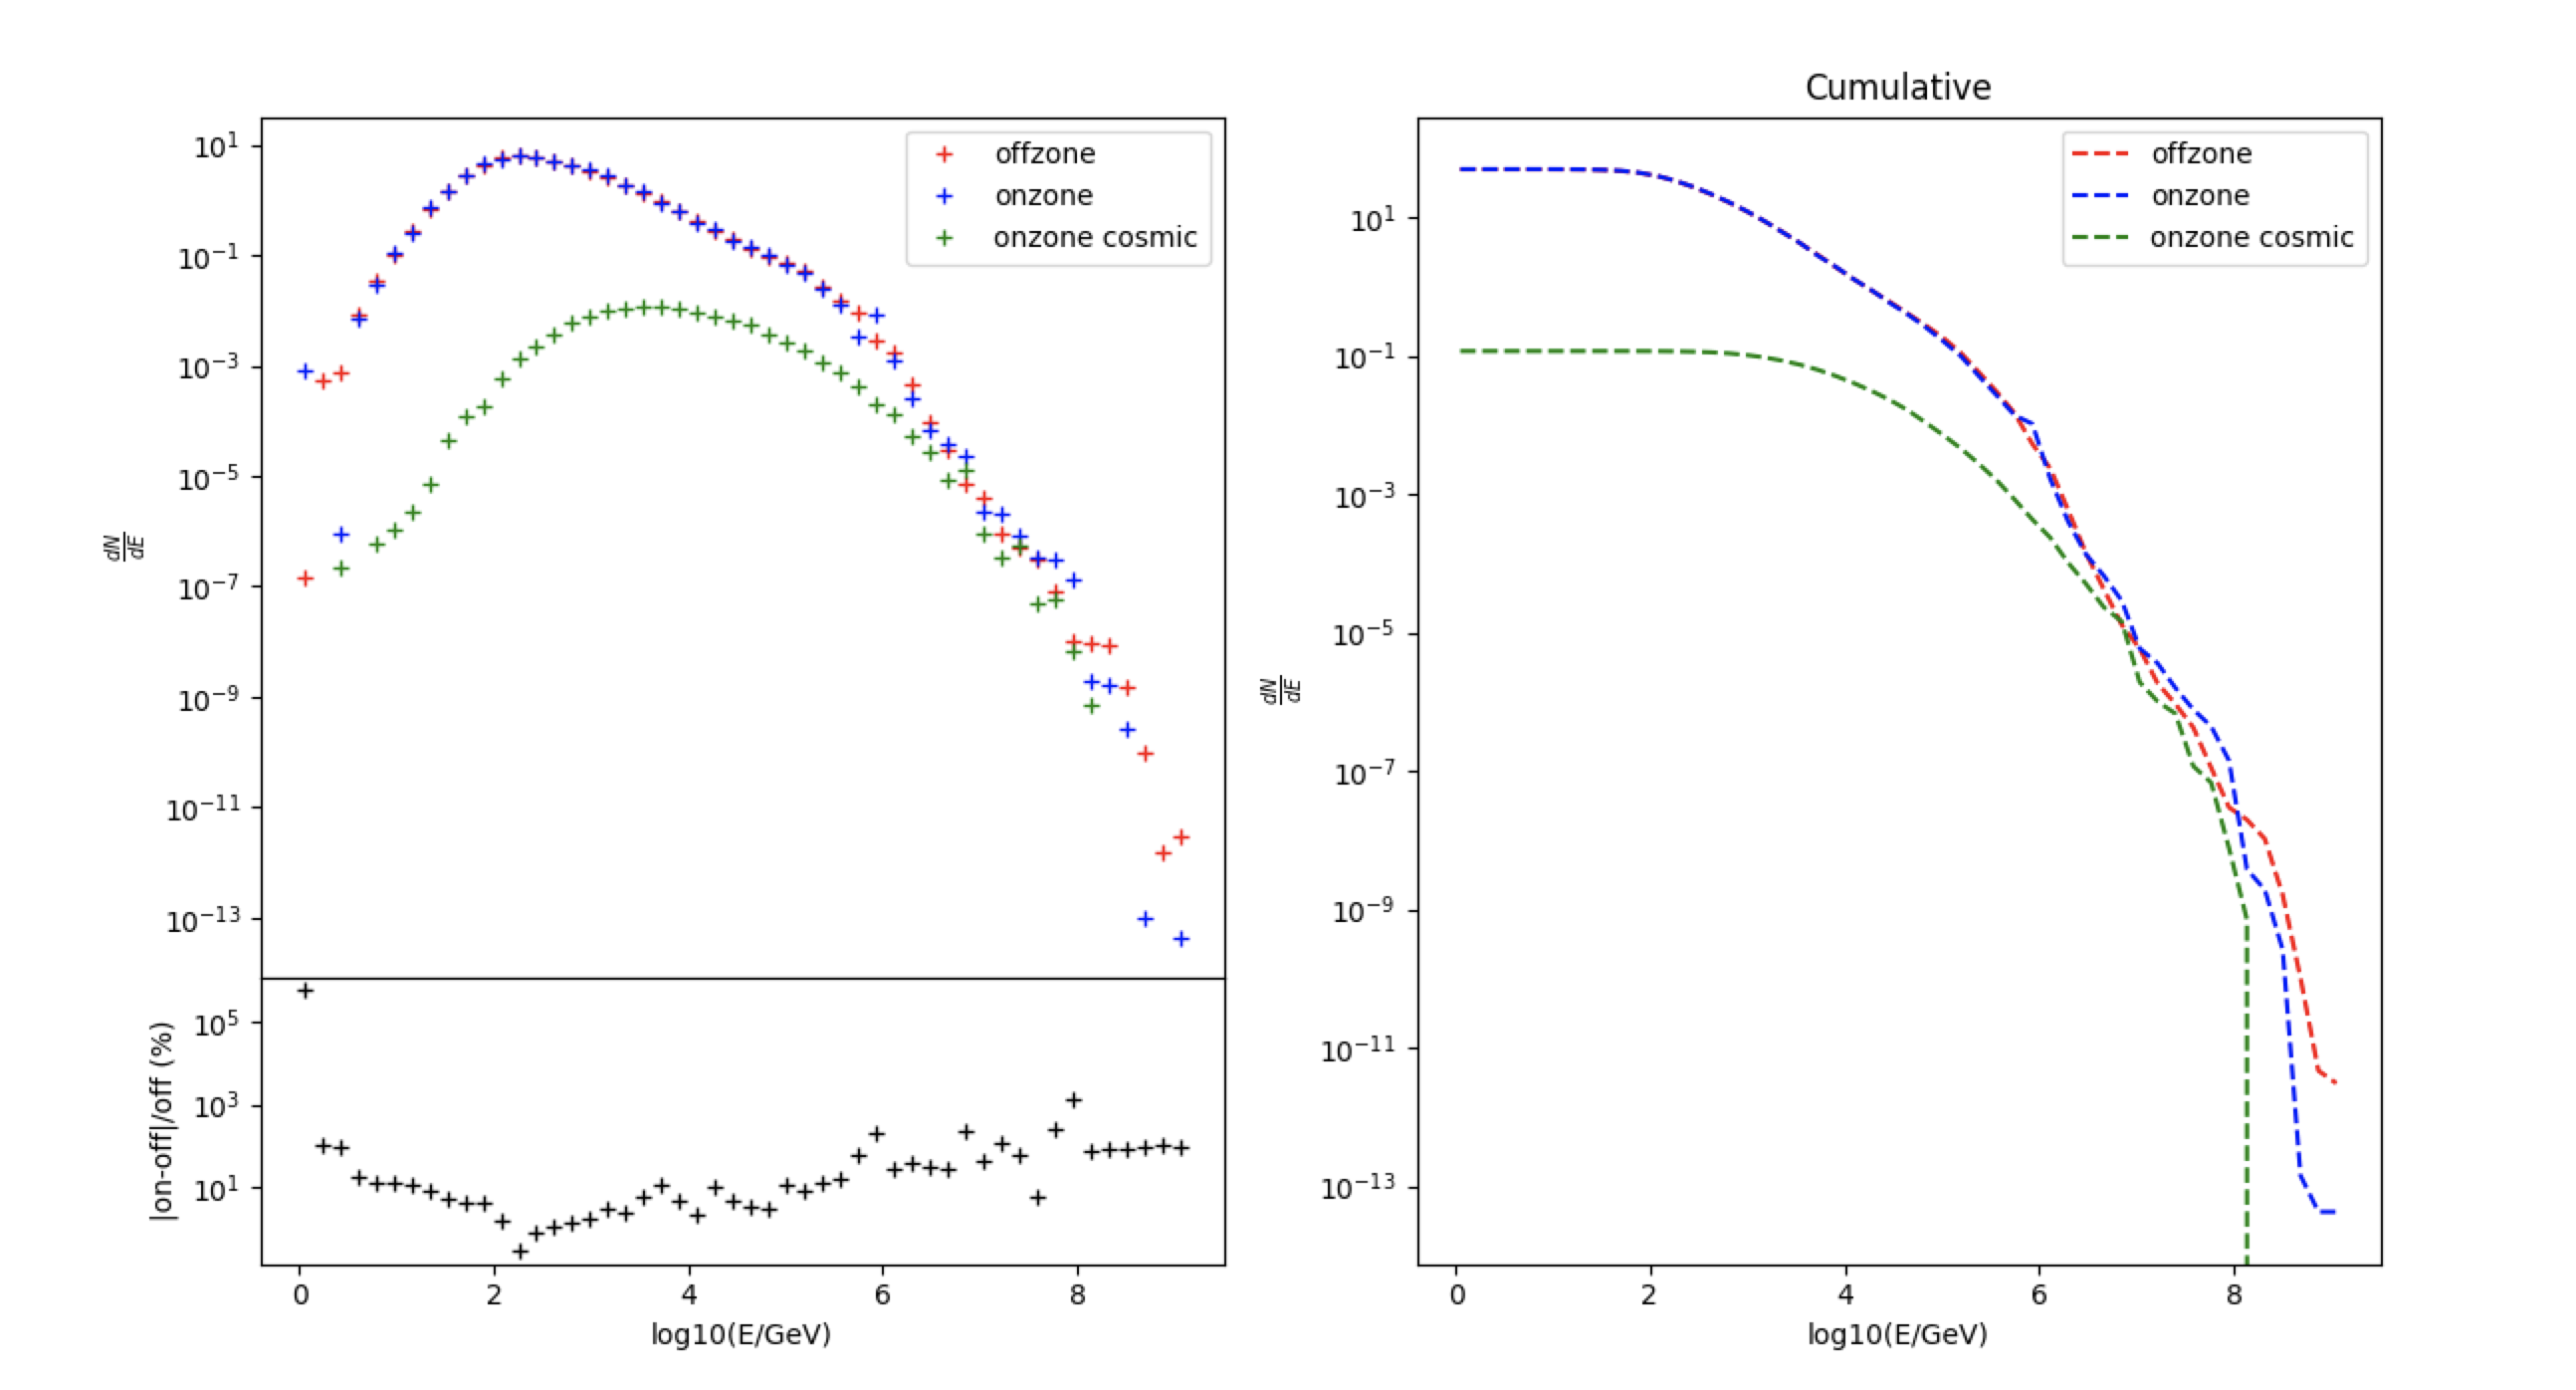 10^1
10^-1
10^-3
10^-5
10^-7
10^-9
10^-11
10^-13
dN/dE
offzone
onzone
onzone cosmic
10^5
10^3
10^1
|on-off|/off (%)
0 2 4 6 8
log10(E/GeV)
Cumulative
10^1
10^-1
10^-3
10^-5
10^-7
10^-9
10^-11
10^-13
dN/dE
offzone
onzone
onzone cosmic
0 2 4 6 8
log10(E/GeV)